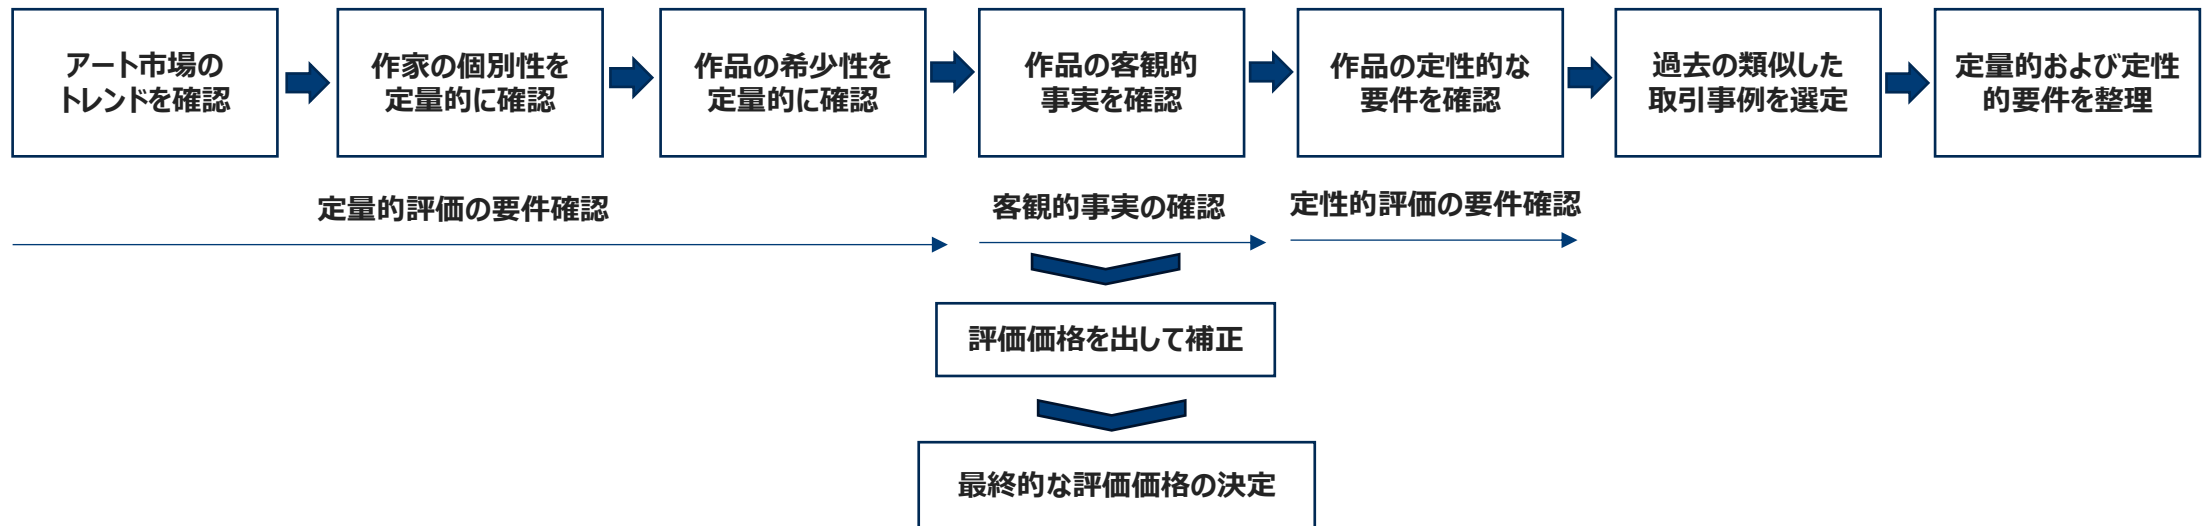 アート市場の
トレンドを確認
作家の個別性を
定量的に確認
作品の希少性を
定量的に確認
作品の客観的
事実を確認
作品の定性的な
要件を確認
過去の類似した
取引事例を選定
定量的および定性
的要件を整理
定量的評価の要件確認
客観的事実の確認
定性的評価の要件確認
評価価格を出して補正
最終的な評価価格の決定